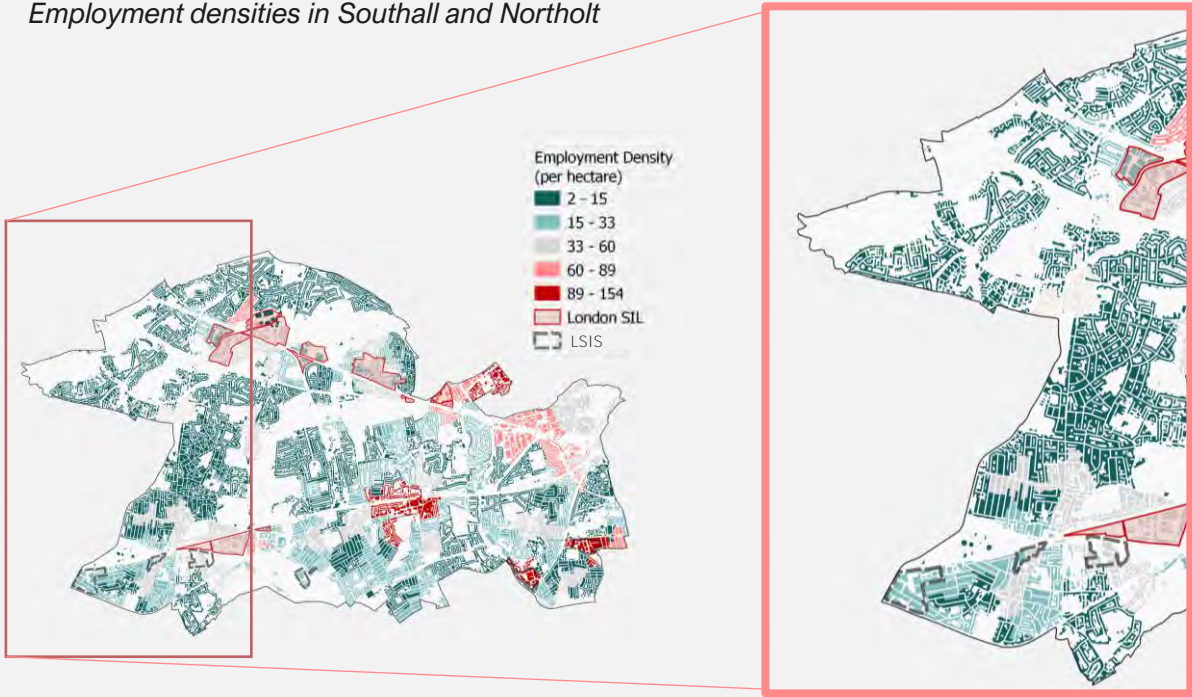 Employment densities in Southall and Northolt
Employment Density
(per hectare)
2 - 15
15 - 33
33 - 60
60 - 89
89 - 154
London SIL
LSIS